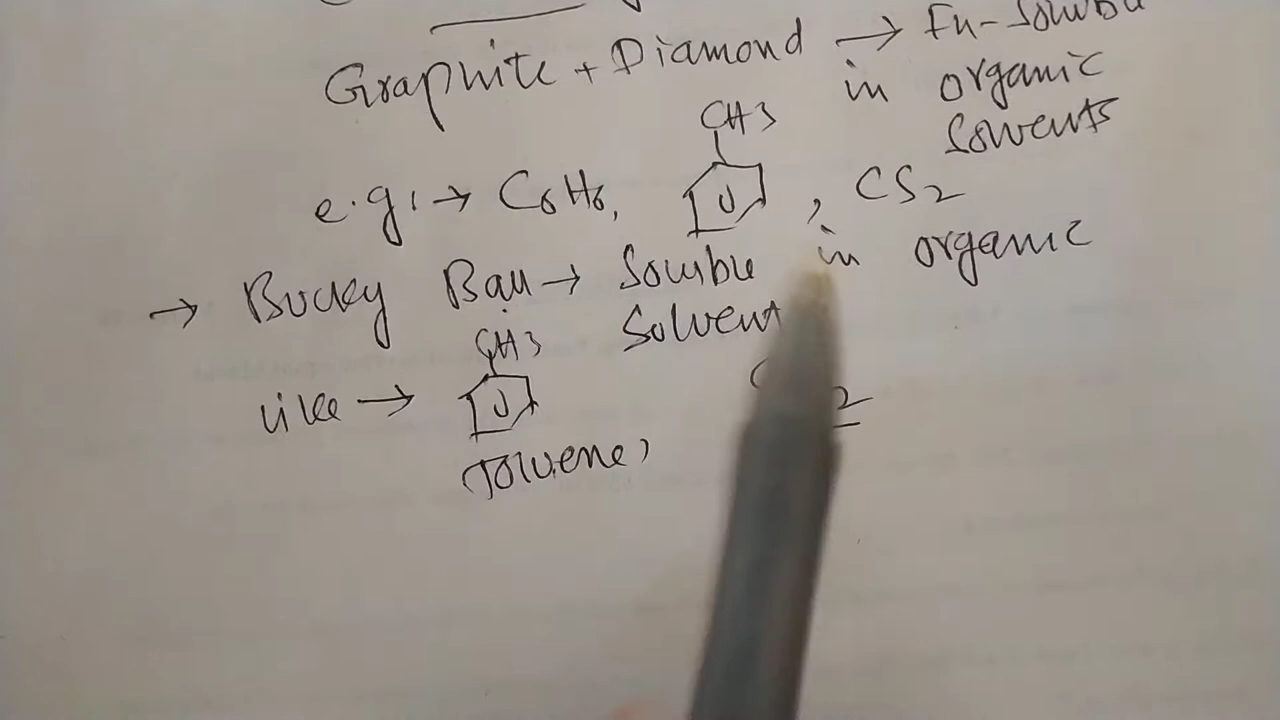 Graphite + Diamond → In-Soluble
in organic
Solvents
CH3
e.g. → C6H6, , CS2
→ Bucky Ball → Soluble in organic
Solvent
CH3
like →
Toluene,
2